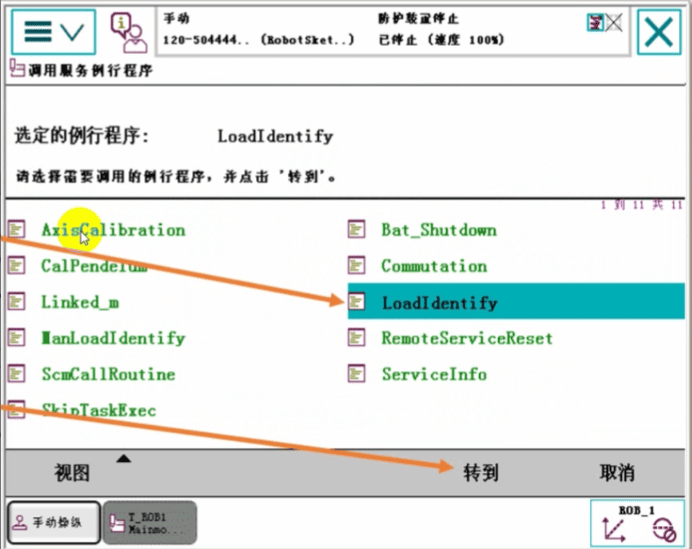 手动
防护装置停止
120-504444.. (RobotSket..)
已停止 (速度 100%)
调用服务例行程序
选定的例行程序: LoadIdentify
请选择需要调用的例行程序，并点击 '转到'。
1 到 11 共 11
AxisCalibration
Bat_Shutdown
CalPendelum
Commutation
Linked_m
LoadIdentify
ManLoadIdentify
RemoteServiceReset
ScmCallRoutine
ServiceInfo
SkipTaskExec
视图
转到
取消
手动操纵
T_ROB1
Mainmo...
ROB_1